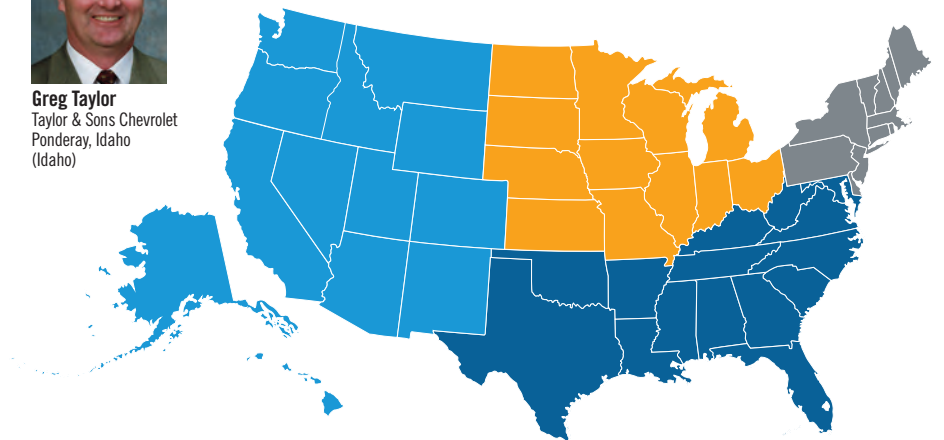 Greg Taylor
Taylor & Sons Chevrolet
Ponderay, Idaho
(Idaho)